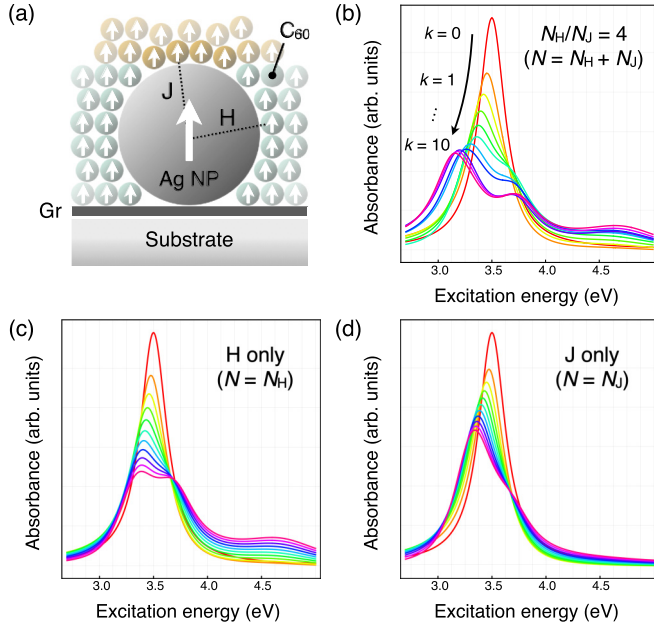 (a)
C60
J
H
Ag NP
Gr
Substrate
(b)
Absorbance (arb. units)
k = 0
k = 1
⋮
k = 10
NH/NJ = 4
(N = NH + NJ)
3.0 3.5 4.0 4.5
Excitation energy (eV)
(c)
Absorbance (arb. units)
H only
(N = NH)
3.0 3.5 4.0 4.5
Excitation energy (eV)
(d)
Absorbance (arb. units)
J only
(N = NJ)
3.0 3.5 4.0 4.5
Excitation energy (eV)